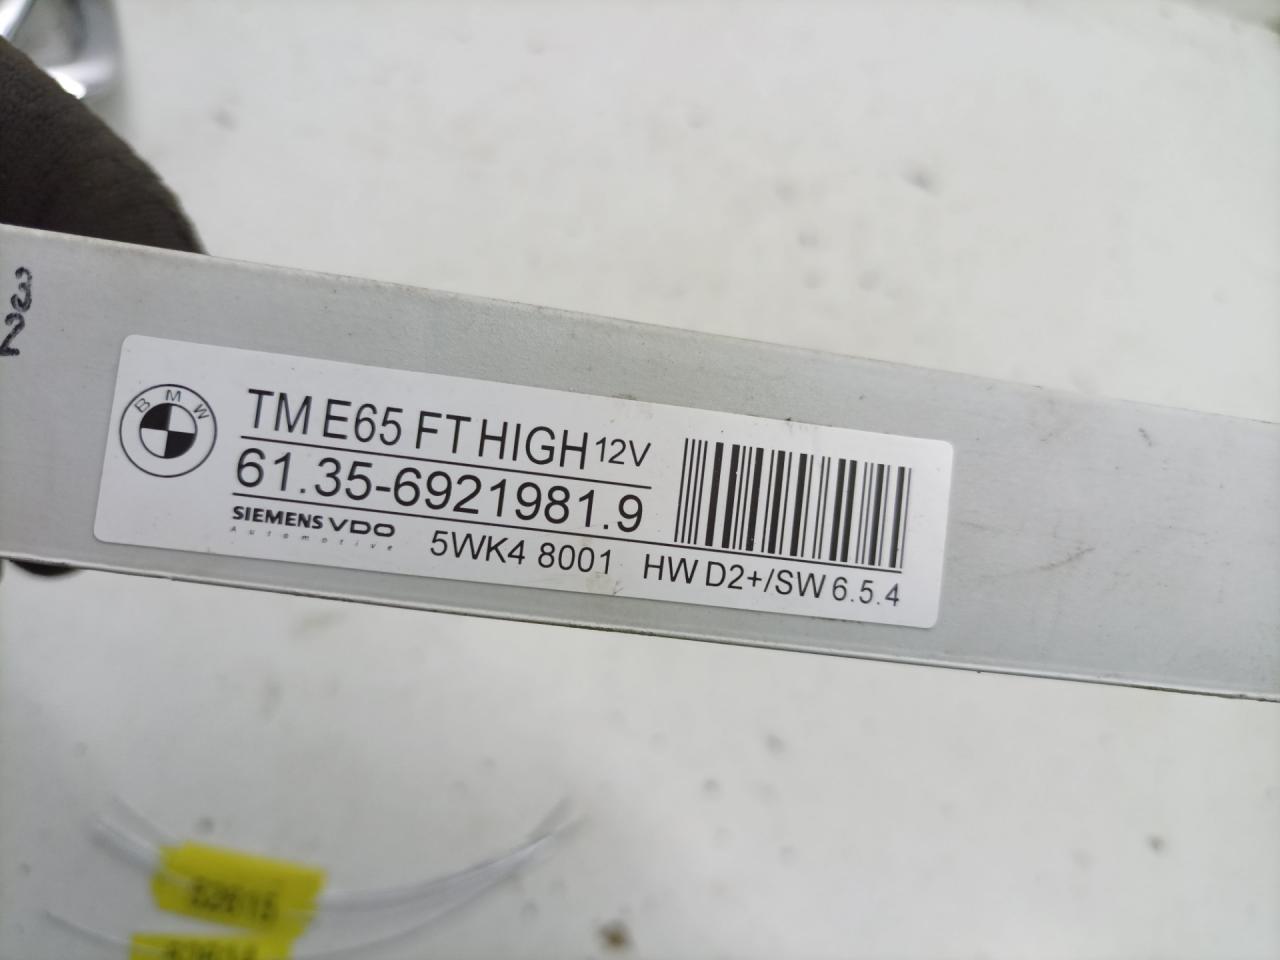 BMW
TM E65 FT HIGH 12V
61.35-6921981.9
SIEMENS VDO
Automotive
5WK4 8001 HW D2+/SW 6.5.4